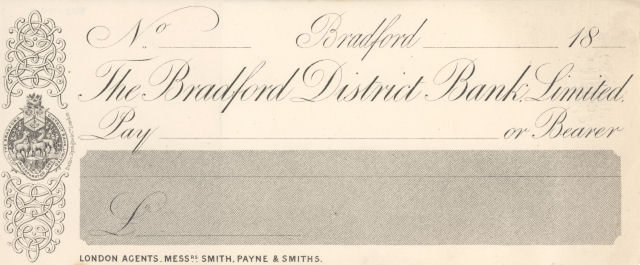 No
Bradford 18
The Bradford District Bank, Limited.
Pay or Bearer
£
LONDON AGENTS. MESSRS SMITH, PAYNE & SMITHS.